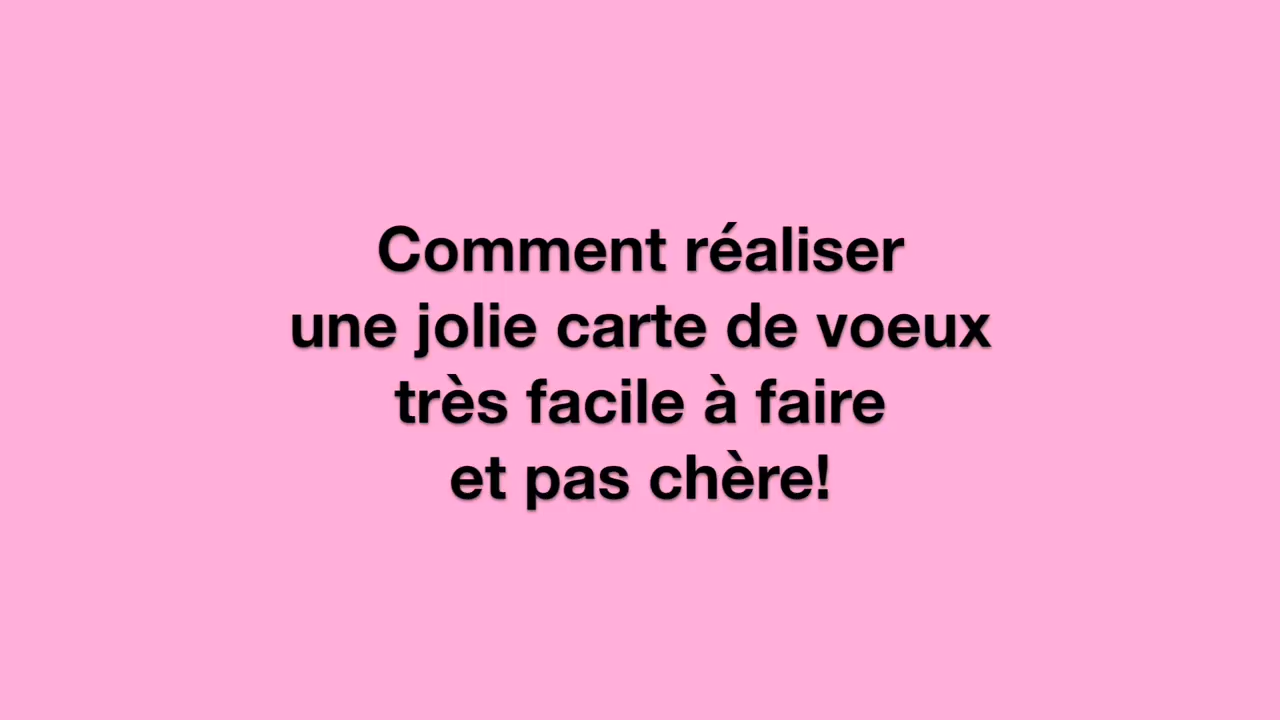 Comment réaliser
une jolie carte de voeux
très facile à faire
et pas chère!